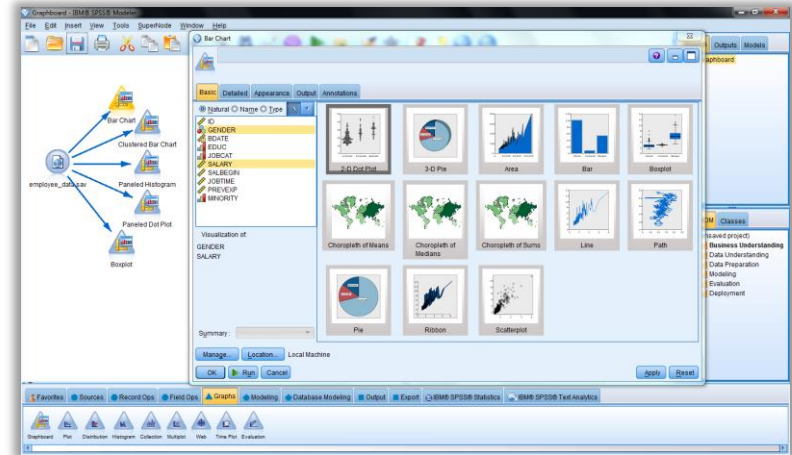 Graphboard - IBM® SPSS® Modeler
File Edit Insert View Tools SuperNode Window Help
Bar Chart
Outputs Models
Basic Detailed Appearance Output Annotations
Natural Name Type
ID
GENDER
BDATE
EDUC
JOBCAT
SALARY
SALBEGIN
JOBTIME
PREVEXP
MINORITY
Visualization of:
GENDER
SALARY
Summary:
2-D Dot Plot 3-D Pie Area Bar Boxplot
Choropleth of Means Choropleth of Medians Choropleth of Sums Line Path
Pie Ribbon Scatterplot
Manage... Location... Local Machine
OK Run Cancel Apply Reset
Bar Chart
Clustered Bar Chart
employee_data.sav
Paneled Histogram
Paneled Dot Plot
Boxplot
Classes
Business Understanding
Data Understanding
Data Preparation
Modeling
Evaluation
Deployment
Favorites Sources Record Ops Field Ops Graphs Modeling Database Modeling Output Export IBM® SPSS® Statistics IBM® SPSS® Text Analytics
Graphboard Plot Distribution Histogram Collection Multiplot Web Time Plot Evaluation